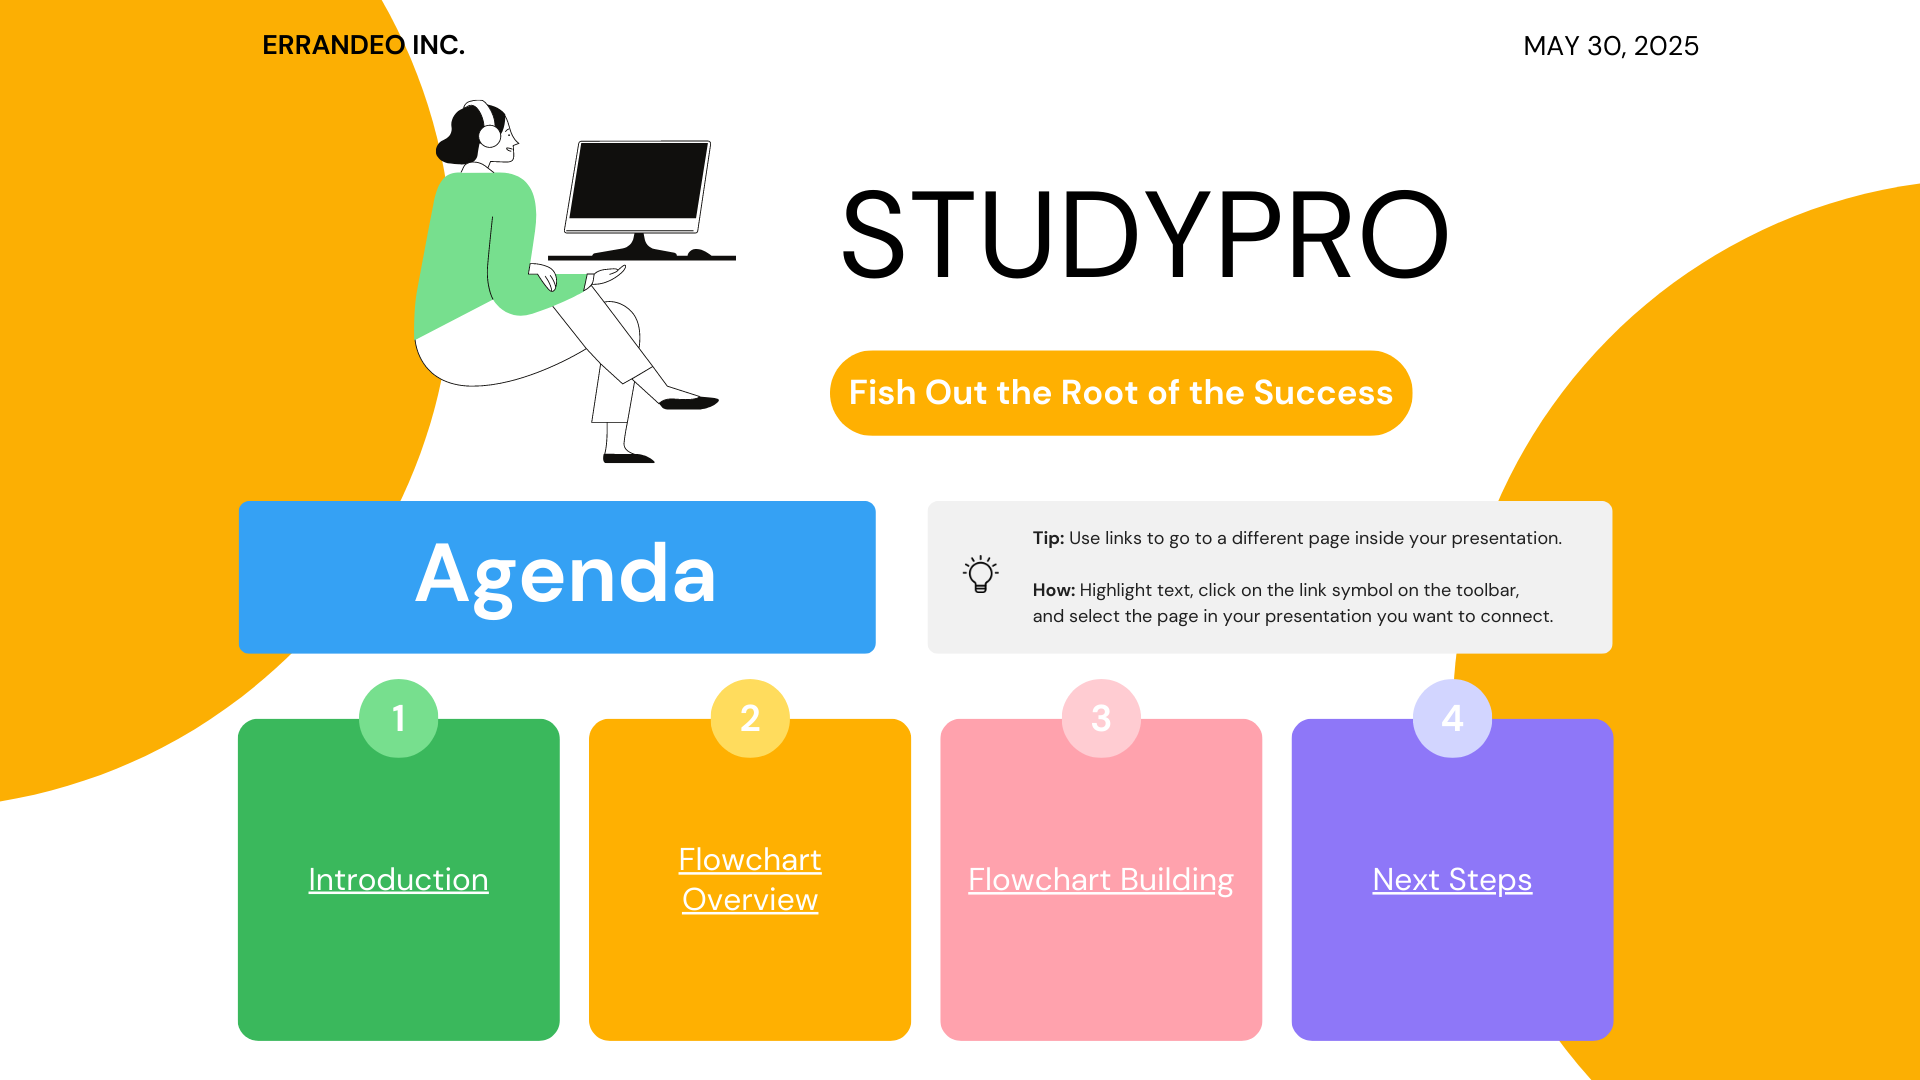 ERRANDEO INC.
MAY 30, 2025
STUDYPRO
Fish Out the Root of the Success
Agenda
Tip: Use links to go to a different page inside your presentation.
How: Highlight text, click on the link symbol on the toolbar,
and select the page in your presentation you want to connect.
1
Introduction
2
Flowchart
Overview
3
Flowchart Building
4
Next Steps